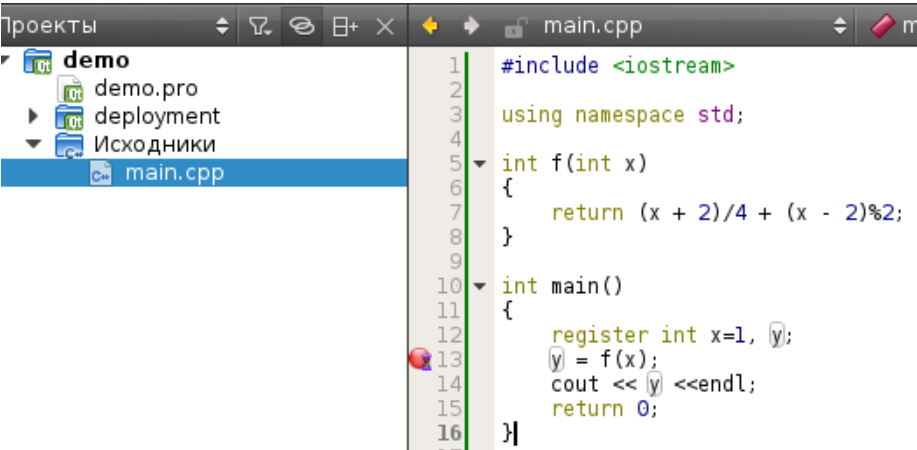 Проекты
main.cpp
m
demo
demo.pro
deployment
Исходники
main.cpp
1 #include <iostream>
2
3 using namespace std;
4
5 int f(int x)
6 {
7 return (x + 2)/4 + (x - 2)%2;
8 }
9
10 int main()
11 {
12 register int x=1, y;
13 y = f(x);
14 cout << y <<endl;
15 return 0;
16 }